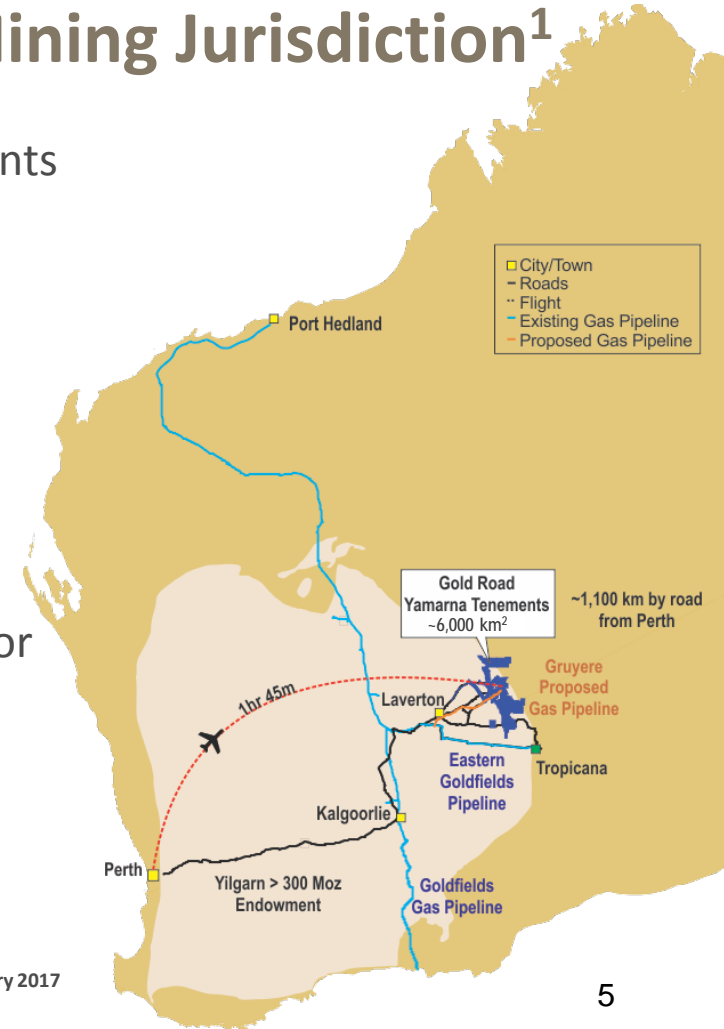 ining Jurisdiction1
nts
City/Town
Roads
Flight
Existing Gas Pipeline
Proposed Gas Pipeline
Port Hedland
Gold Road
Yamarna Tenements
~6,000 km2
~1,100 km by road
from Perth
or
Gruyere
Proposed
Gas Pipeline
1hr 45m
Laverton
Eastern
Goldfields
Pipeline
Tropicana
Kalgoorlie
Perth
Yilgarn > 300 Moz
Endowment
Goldfields
Gas Pipeline
ry 2017
5